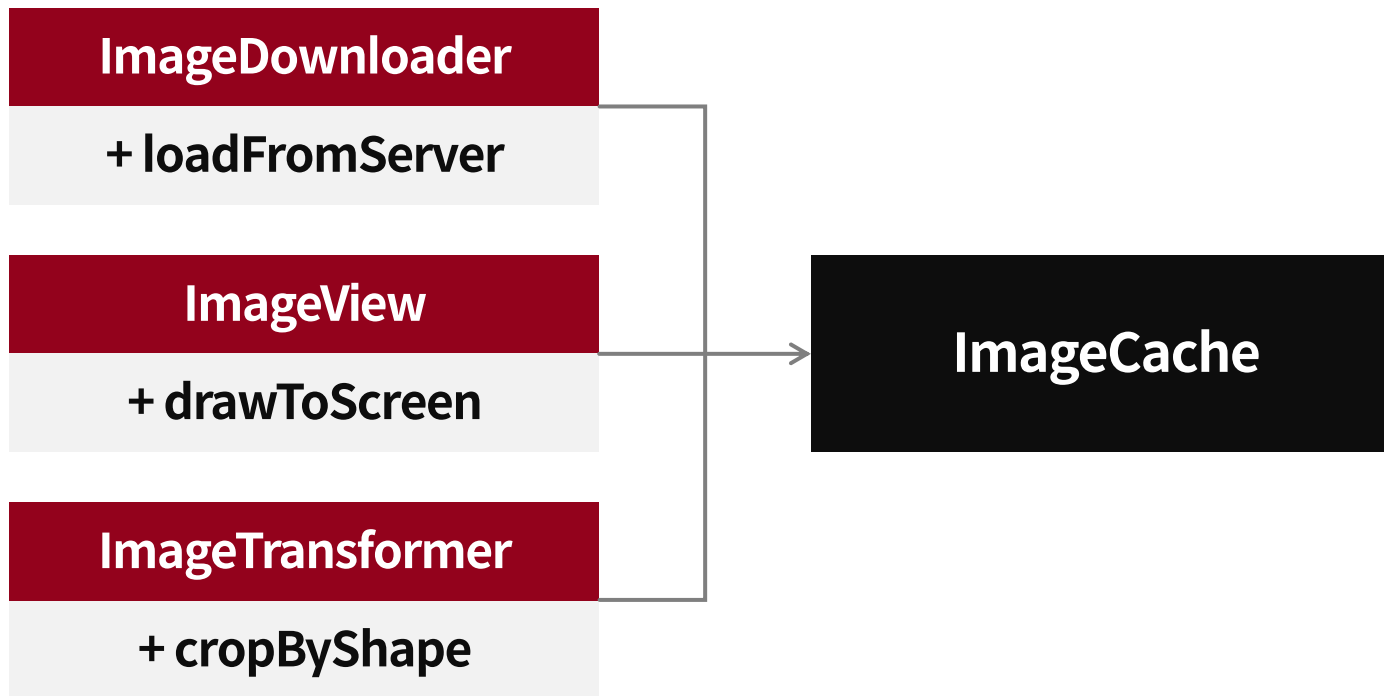 ImageDownloader
+ loadFromServer
ImageView
+ drawToScreen
ImageCache
ImageTransformer
+ cropByShape